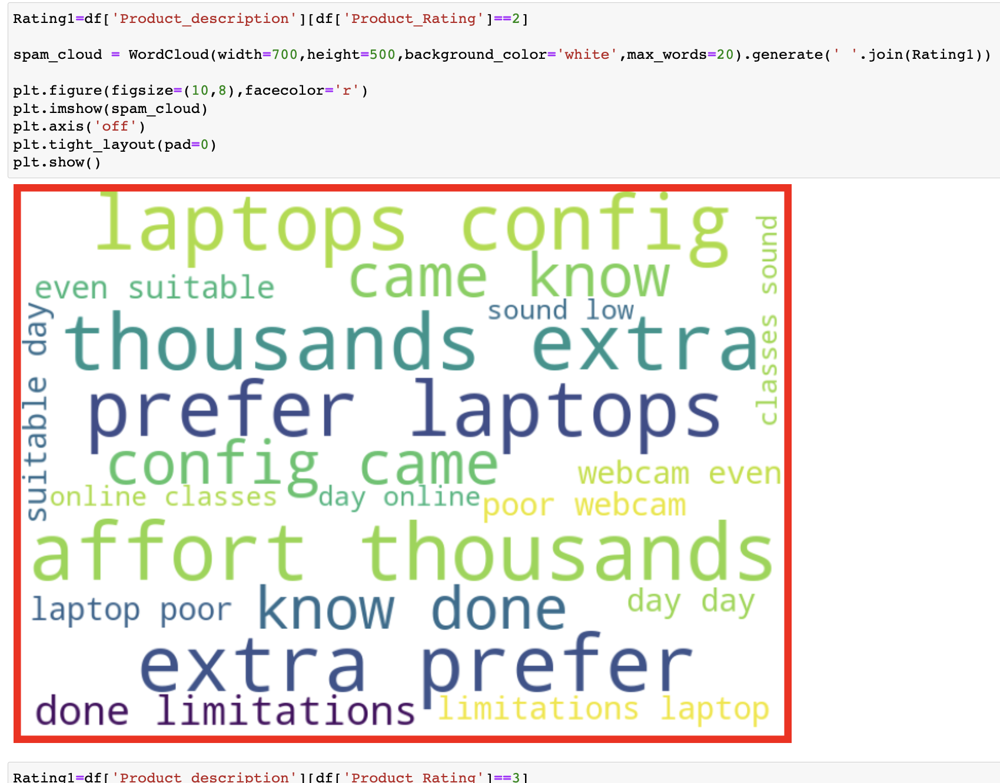 Rating1=df['Product_description'][df['Product_Rating']==2]
spam_cloud = WordCloud(width=700,height=500,background_color='white',max_words=20).generate(' '.join(Rating1))
plt.figure(figsize=(10,8),facecolor='r')
plt.imshow(spam_cloud)
plt.axis('off')
plt.tight_layout(pad=0)
plt.show()
laptops config
classes sound
came know
even suitable
sound low
suitable day
thousands extra
prefer laptops
config came
webcam even
online classes
day online
poor webcam
affort thousands
laptop poor
know done
day day
extra prefer
done limitations
limitations laptop
Rating1=df['Product_description'][df['Product_Rating']==3]